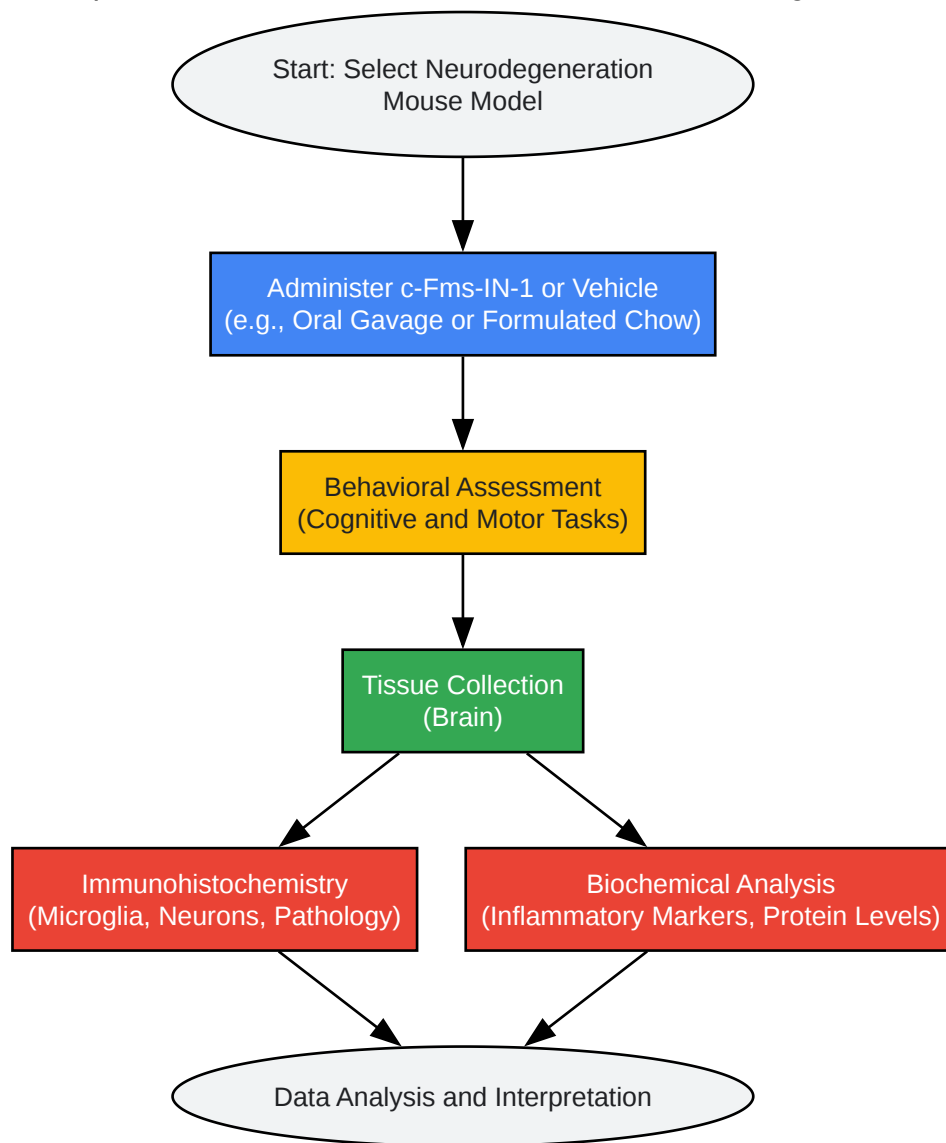 Start: Select Neurodegeneration
Mouse Model
Administer c-Fms-IN-1 or Vehicle
(e.g., Oral Gavage or Formulated Chow)
Behavioral Assessment
(Cognitive and Motor Tasks)
Tissue Collection
(Brain)
Immunohistochemistry
(Microglia, Neurons, Pathology)
Biochemical Analysis
(Inflammatory Markers, Protein Levels)
Data Analysis and Interpretation